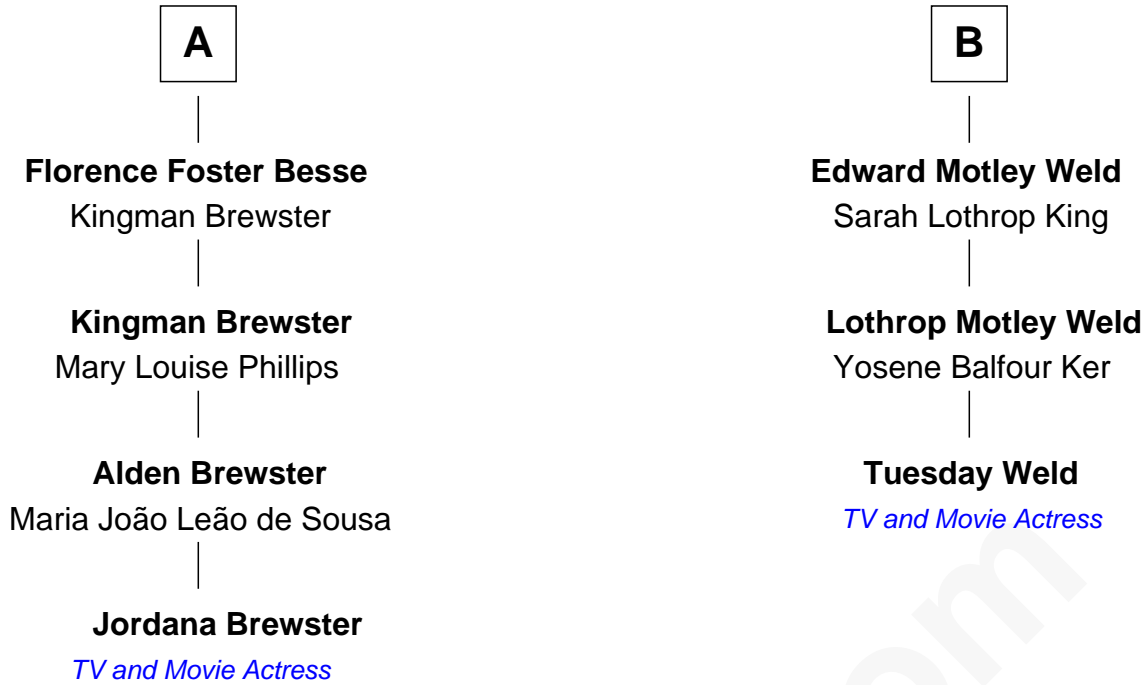 A
Florence Foster Besse
Kingman Brewster
Kingman Brewster
Mary Louise Phillips
Alden Brewster
Maria João Leão de Sousa
Jordana Brewster
TV and Movie Actress
B
Edward Motley Weld
Sarah Lothrop King
Lothrop Motley Weld
Yosene Balfour Ker
Tuesday Weld
TV and Movie Actress
om